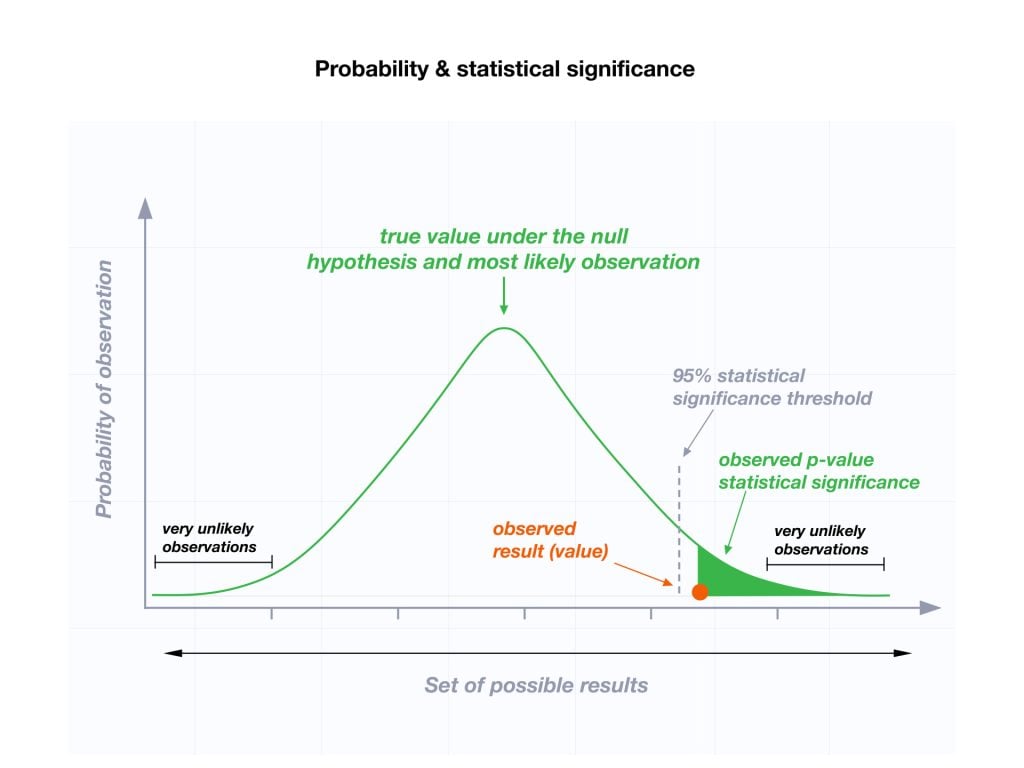 Probability & statistical significance
true value under the null
hypothesis and most likely observation
Probability of observation
95% statistical
significance threshold
observed p-value
statistical significance
very unlikely
observations
observed
result (value)
very unlikely
observations
Set of possible results